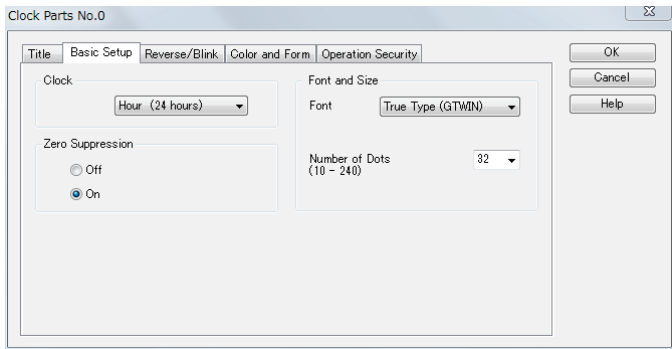 Clock Parts No.0
Title
Basic Setup
Reverse/Blink
Color and Form
Operation Security
OK
Cancel
Help
Clock
Hour (24 hours)
Zero Suppression
Off
On
Font and Size
Font
True Type (GTWIN)
Number of Dots
(10 - 240)
32